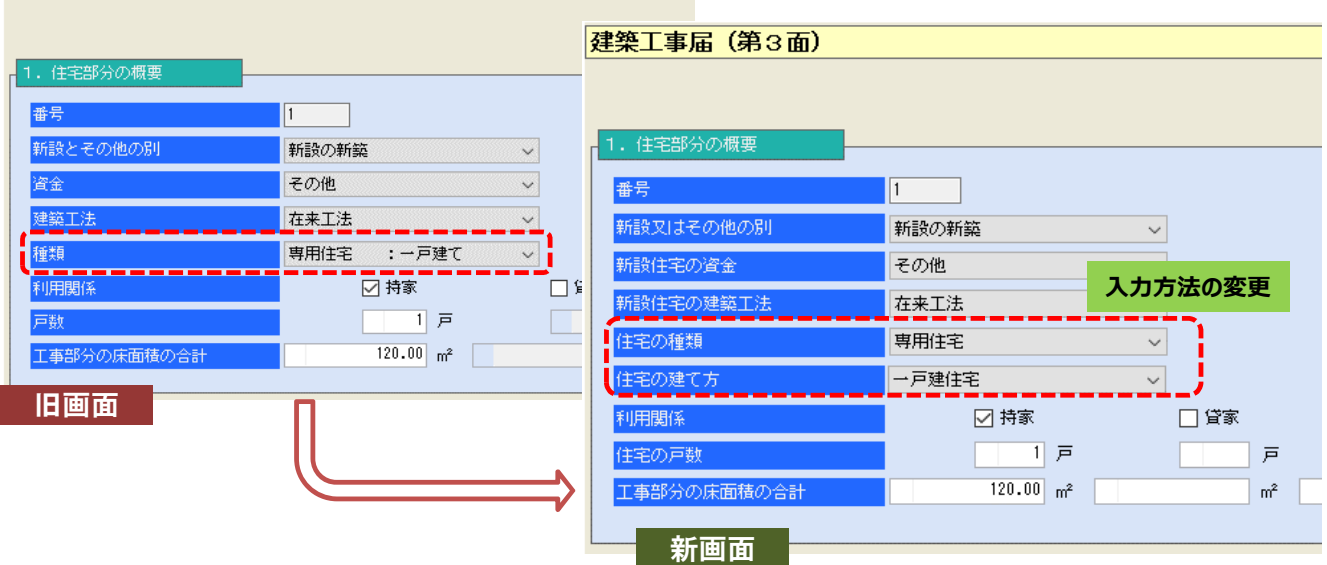 1．住宅部分の概要
番号 1
新設とその他の別 新設の新築
資金 その他
建築工法 在来工法
種類 専用住宅　：一戸建て
利用関係 持家
戸数 1 戸
工事部分の床面積の合計 120.00 m²
旧画面
建築工事届（第３面）
1．住宅部分の概要
番号 1
新設又はその他の別 新設の新築
新設住宅の資金 その他
入力方法の変更
新設住宅の建築工法 在来工法
住宅の種類 専用住宅
住宅の建て方 一戸建住宅
利用関係 持家 貸家
住宅の戸数 1 戸 戸
工事部分の床面積の合計 120.00 m² m²
新画面